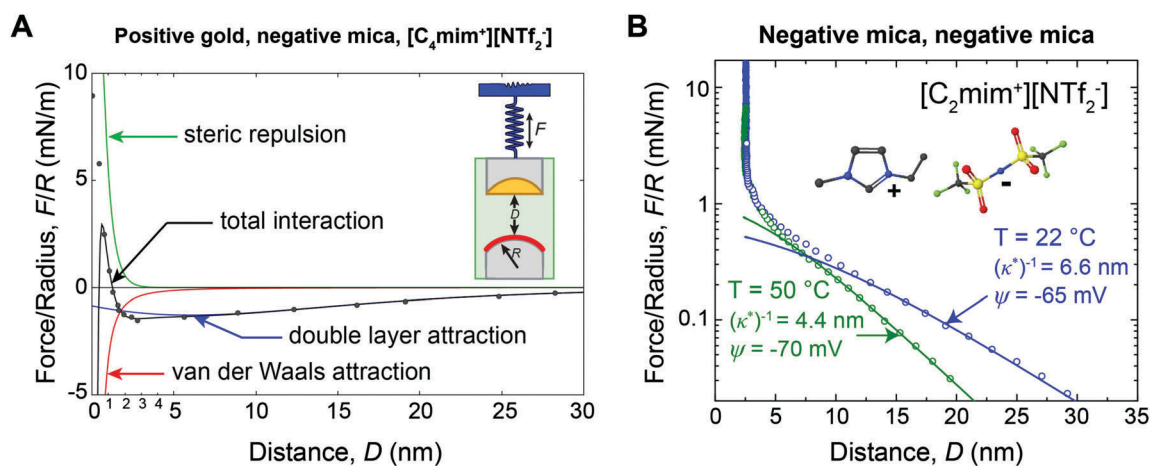 A
Positive gold, negative mica, [C₄mim⁺][NTf₂⁻]
Force/Radius, F/R (mN/m)
10
5
0
-5
steric repulsion
total interaction
double layer attraction
van der Waals attraction
F
D
R
0 1 2 3 4 5 10 15 20 25 30
Distance, D (nm)
B
Negative mica, negative mica
Force/Radius, F/R (mN/m)
10
1
0.1
[C₂mim⁺][NTf₂⁻]
+
-
T = 22 °C
(κ*)⁻¹ = 6.6 nm
ψ = -65 mV
T = 50 °C
(κ*)⁻¹ = 4.4 nm
ψ = -70 mV
0 5 10 15 20 25 30 35
Distance, D (nm)